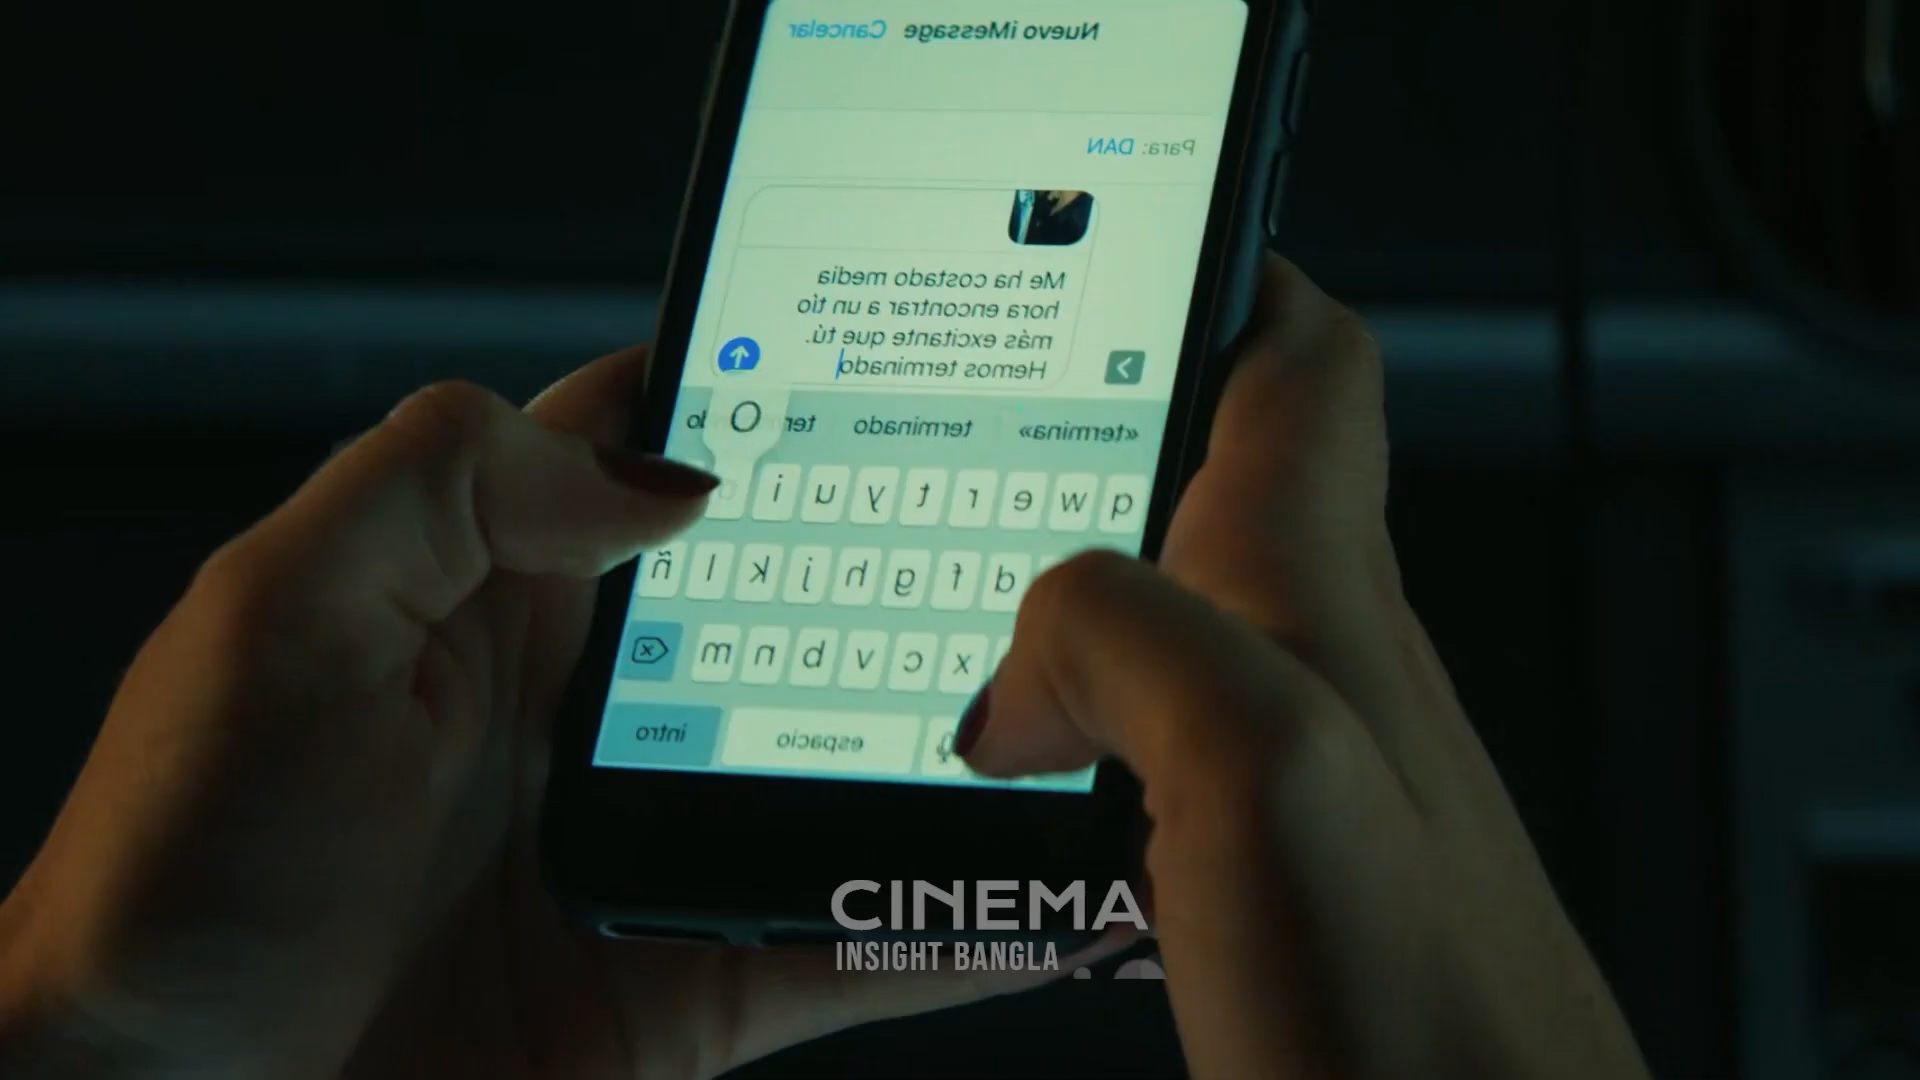 Nuevo iMessage Cancelar
Para: DAN
Me ha costado media
hora encontrar a un tío
más excitante que tú.
Hemos terminado
«termina» terminado
q w e r t y u i O
d f g h j k l ñ
x c v b n m
espacio intro
CINEMA
INSIGHT BANGLA